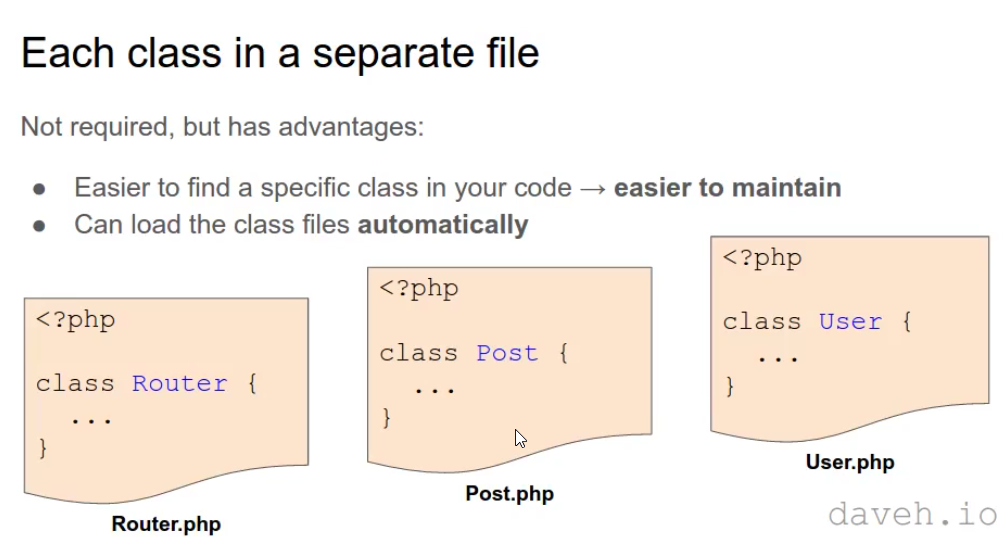 Each class in a separate file
Not required, but has advantages:
● Easier to find a specific class in your code → easier to maintain
● Can load the class files automatically
<?php
class Router {
...
}
Router.php
<?php
class Post {
...
}
Post.php
<?php
class User {
...
}
User.php
daveh.io